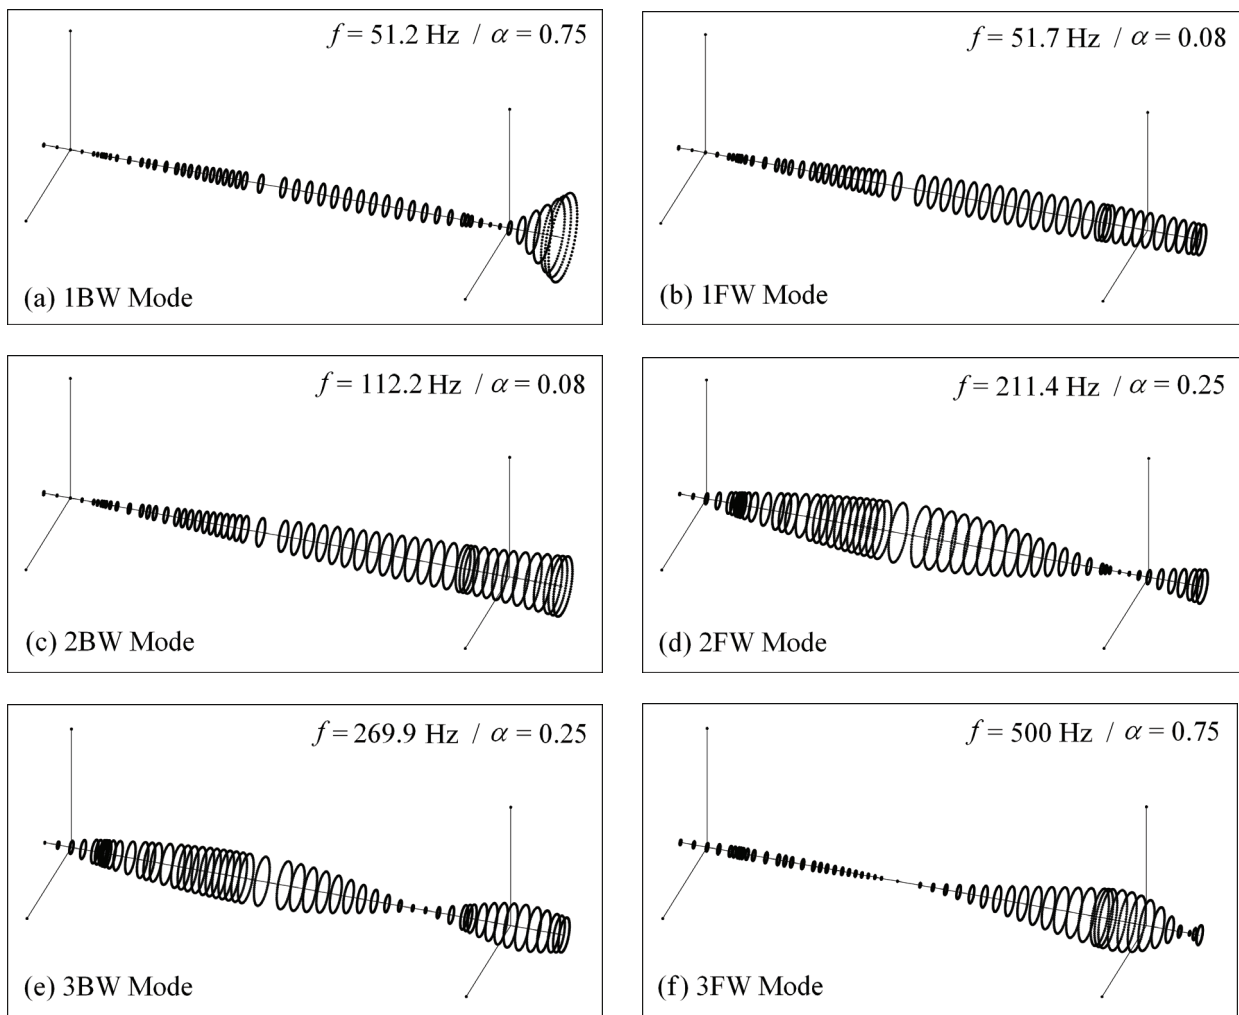 f = 51.2 Hz / α = 0.75
(a) 1BW Mode
f = 51.7 Hz / α = 0.08
(b) 1FW Mode
f = 112.2 Hz / α = 0.08
(c) 2BW Mode
f = 211.4 Hz / α = 0.25
(d) 2FW Mode
f = 269.9 Hz / α = 0.25
(e) 3BW Mode
f = 500 Hz / α = 0.75
(f) 3FW Mode